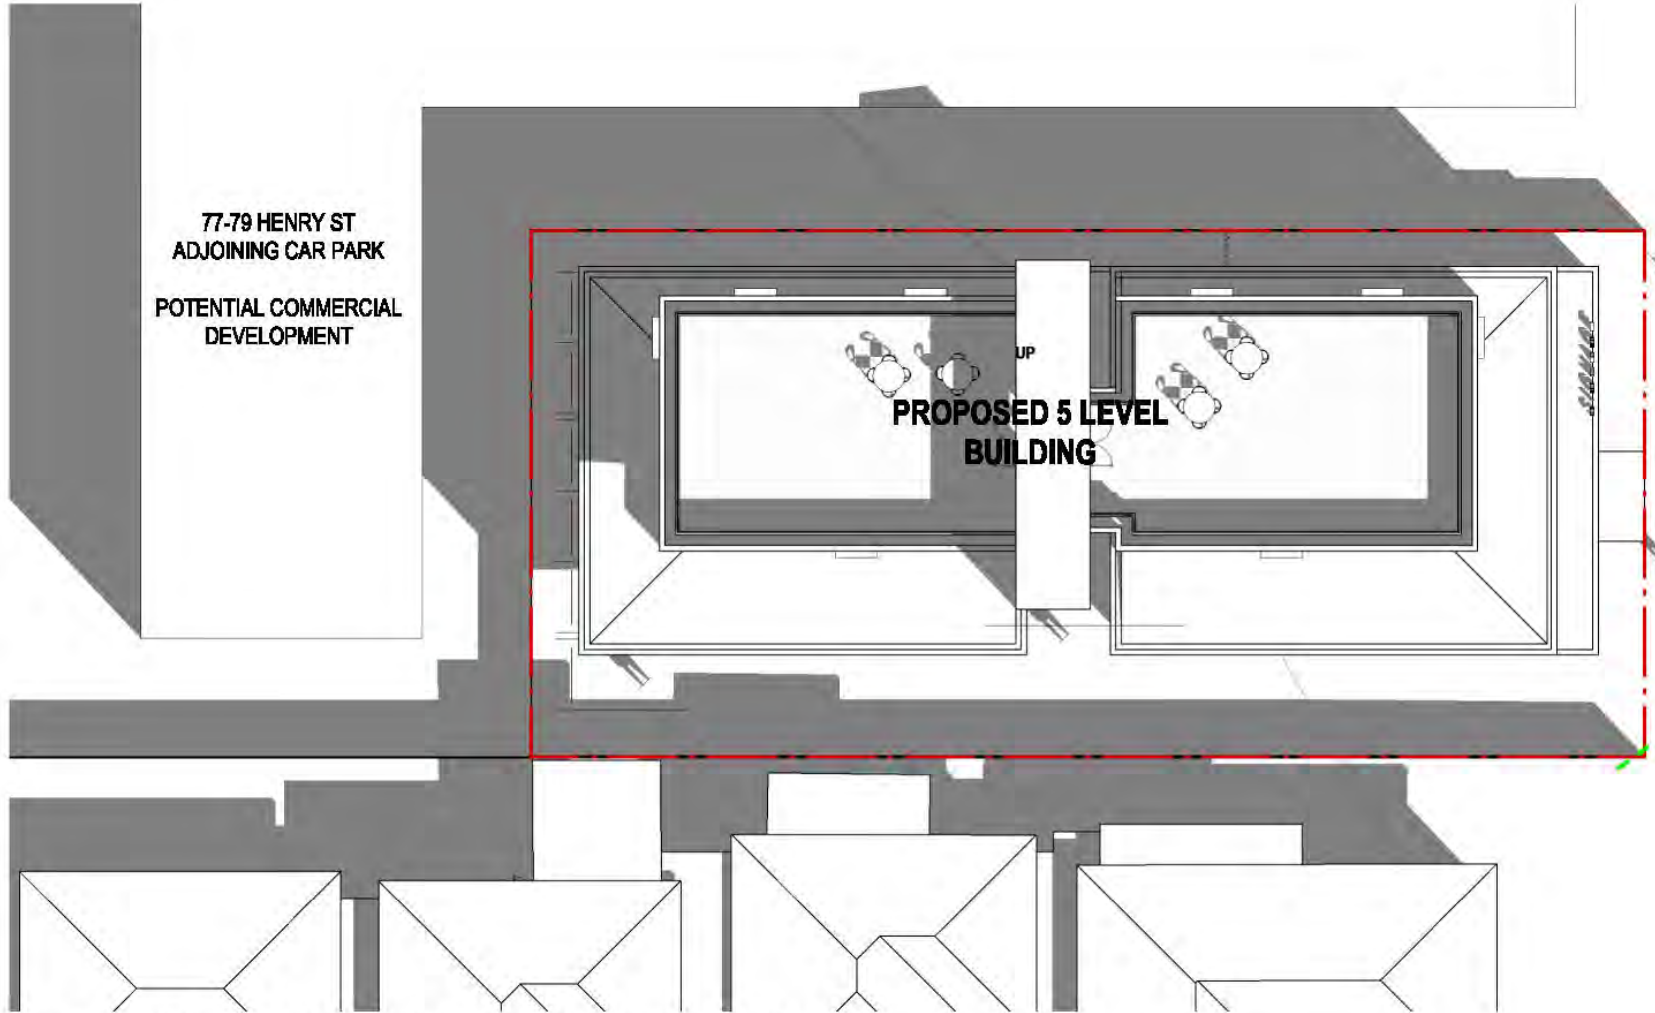 77-79 HENRY ST
ADJOINING CAR PARK
POTENTIAL COMMERCIAL
DEVELOPMENT
UP
PROPOSED 5 LEVEL
BUILDING